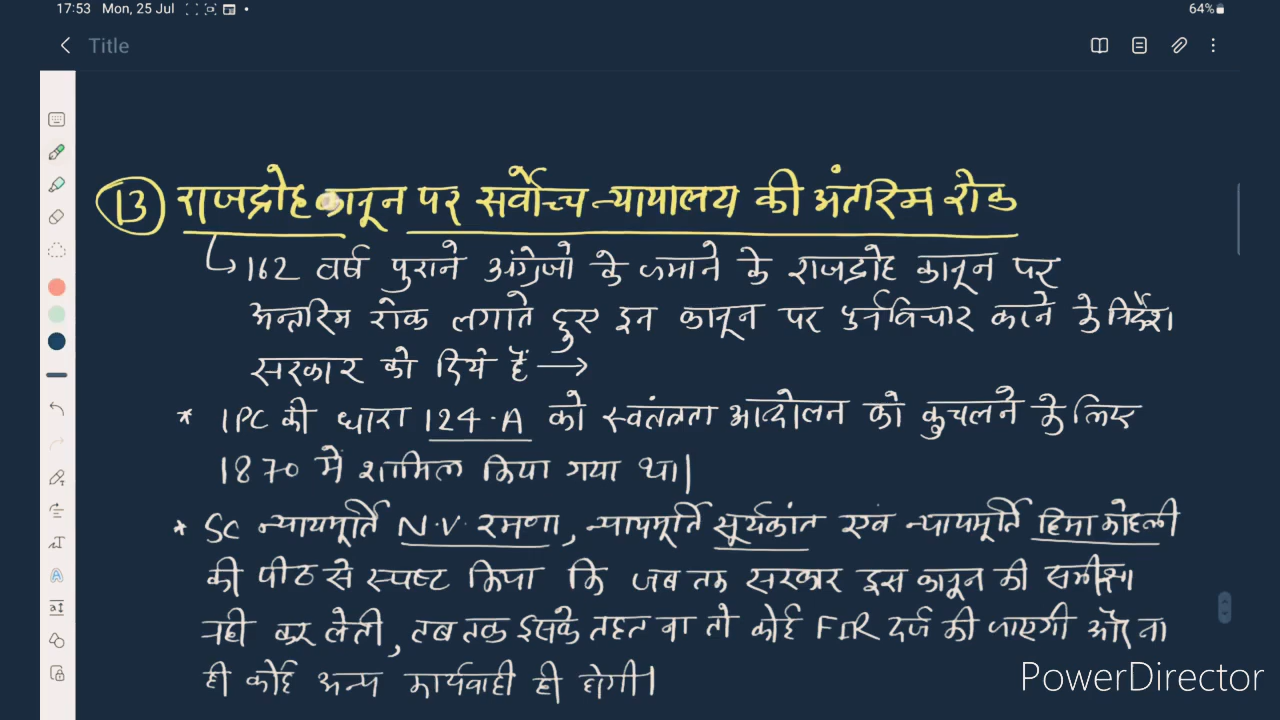 17:53 Mon, 25 Jul
64%
Title
13 राजद्रोह कानून पर सर्वोच्च न्यायालय की अंतरिम रोक
162 वर्ष पुराने अंग्रेजो के जमाने के राजद्रोह कानून पर
अन्तरिम रोक लगाते हुए इन कानून पर पुर्नविचार करने के निर्देश
सरकार को दिये हैं →
* IPC की धारा 124.A को स्वतंत्रता आन्दोलन को कुचलने के लिए
1870 में शामिल किया गया था|
* SC न्यायमूर्ति N.V. रमणा, न्यायमूर्ति सूर्यकांत एवं न्यायमूर्ति हिमा कोहली
की पीठ से स्पष्ट किया कि जब तक सरकार इस कानून की समीक्षा
नही कर लेती, तब तक इसके तहत ना तो कोई FIR दर्ज की जाएगी और ना
ही कोई अन्य कार्यवाही ही होगी।
PowerDirector